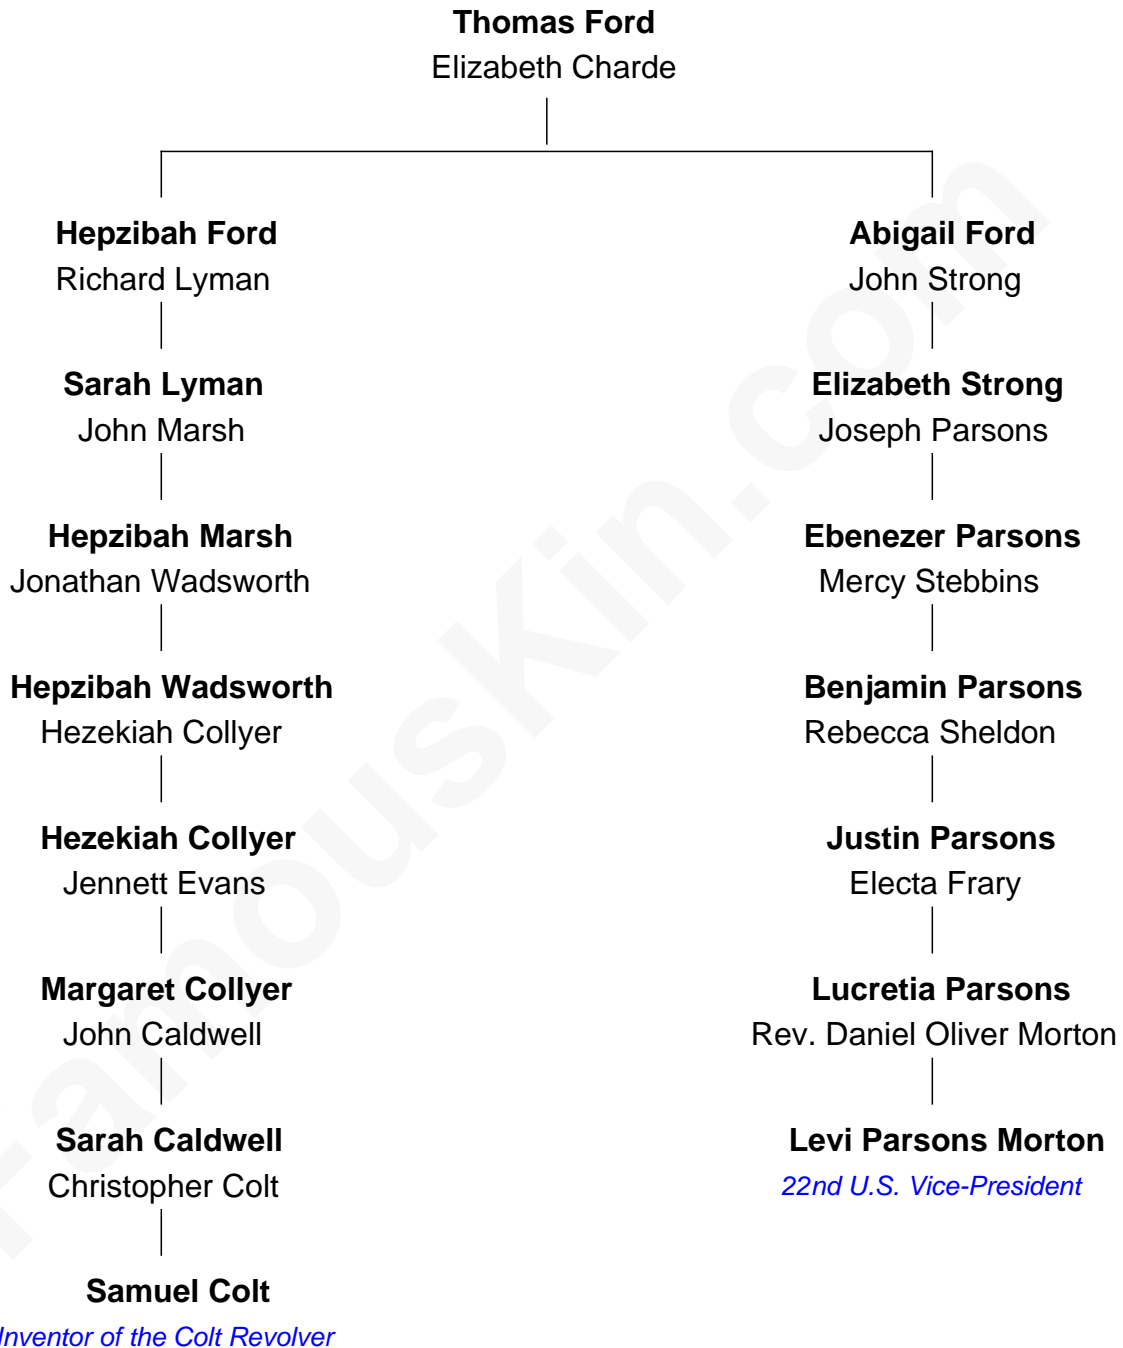 Thomas Ford
Elizabeth Charde
Hepzibah Ford
Richard Lyman
Abigail Ford
John Strong
Sarah Lyman
John Marsh
Elizabeth Strong
Joseph Parsons
Hepzibah Marsh
Jonathan Wadsworth
Ebenezer Parsons
Mercy Stebbins
Hepzibah Wadsworth
Hezekiah Collyer
Benjamin Parsons
Rebecca Sheldon
Hezekiah Collyer
Jennett Evans
Justin Parsons
Electa Frary
Margaret Collyer
John Caldwell
Lucretia Parsons
Rev. Daniel Oliver Morton
Sarah Caldwell
Christopher Colt
Levi Parsons Morton
22nd U.S. Vice-President
Samuel Colt
Inventor of the Colt Revolver
FamousKin.com